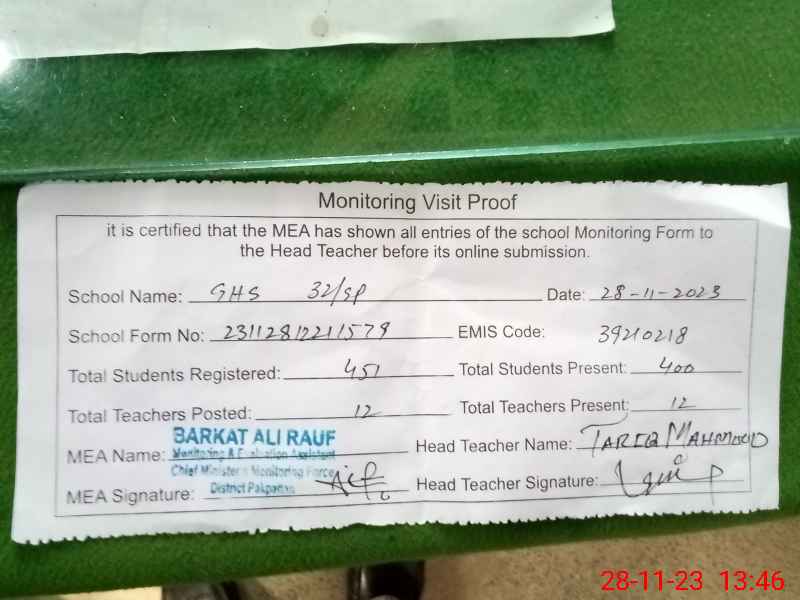 Monitoring Visit Proof
it is certified that the MEA has shown all entries of the school Monitoring Form to
the Head Teacher before its online submission.
School Name: GHS 32/SP Date: 28-11-2023
School Form No: 23112812211579 EMIS Code: 39210218
Total Students Registered: 451 Total Students Present: 400
Total Teachers Posted: 12 Total Teachers Present: 12
MEA Name: BARKAT ALI RAUF Head Teacher Name: TARIQ MAHMOOD
Monitoring & Evaluation Assistant
Chief Minister's Monitoring Force
District Pakpattan
MEA Signature: Head Teacher Signature:
28-11-23 13:46